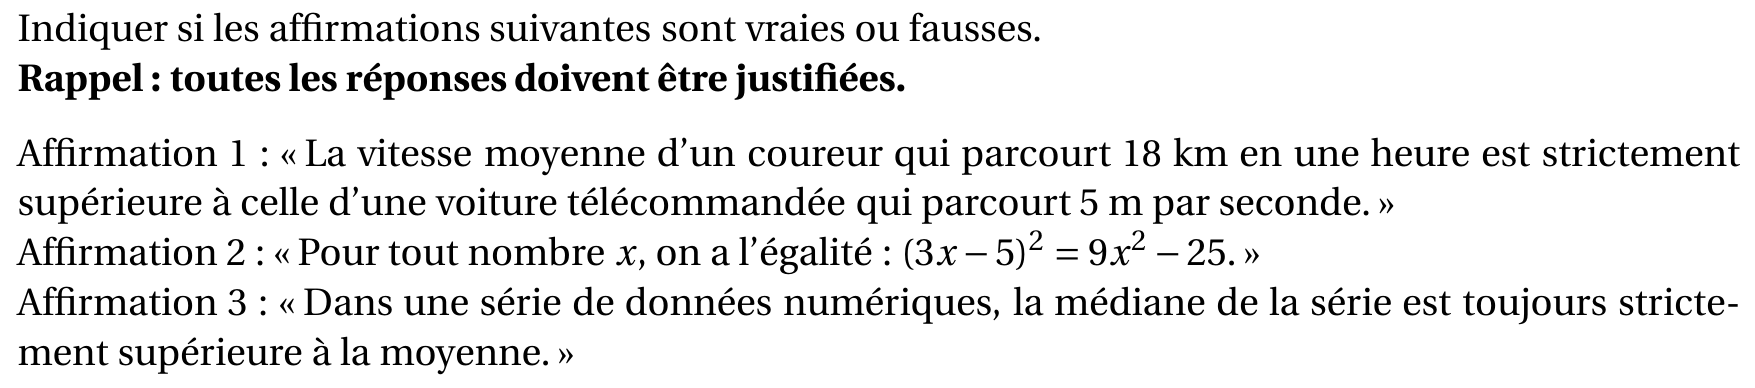 Indiquer si les affirmations suivantes sont vraies ou fausses.
Rappel : toutes les réponses doivent être justifiées.
Affirmation 1 : « La vitesse moyenne d’un coureur qui parcourt 18 km en une heure est strictement
supérieure à celle d’une voiture télécommandée qui parcourt 5 m par seconde. »
Affirmation 2 : « Pour tout nombre x, on a l’égalité : (3x − 5)² = 9x² − 25. »
Affirmation 3 : « Dans une série de données numériques, la médiane de la série est toujours stricte-
ment supérieure à la moyenne. »